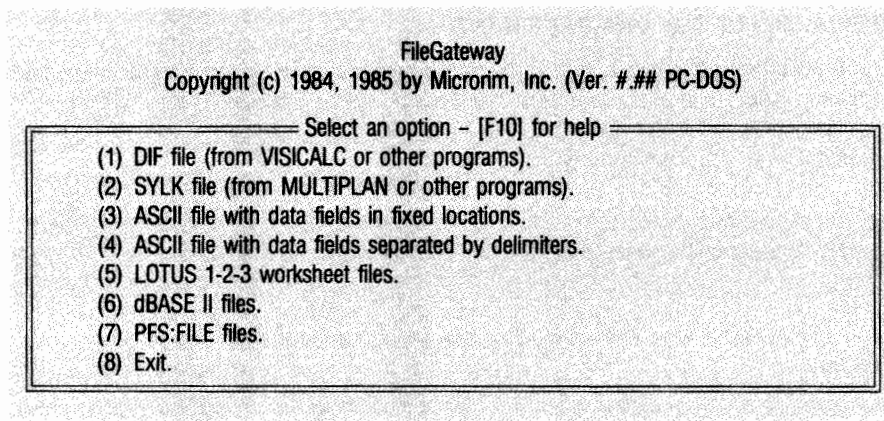 FileGateway
Copyright (c) 1984, 1985 by Microrim, Inc. (Ver. #.## PC-DOS)
Select an option – [F10] for help
(1) DIF file (from VISICALC or other programs).
(2) SYLK file (from MULTIPLAN or other programs).
(3) ASCII file with data fields in fixed locations.
(4) ASCII file with data fields separated by delimiters.
(5) LOTUS 1-2-3 worksheet files.
(6) dBASE II files.
(7) PFS:FILE files.
(8) Exit.